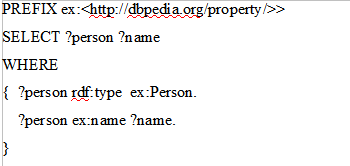 PREFIX ex:<http://dbpedia.org/property/>>
SELECT ?person ?name
WHERE
{ ?person rdf:type ex:Person.
?person ex:name ?name.
}